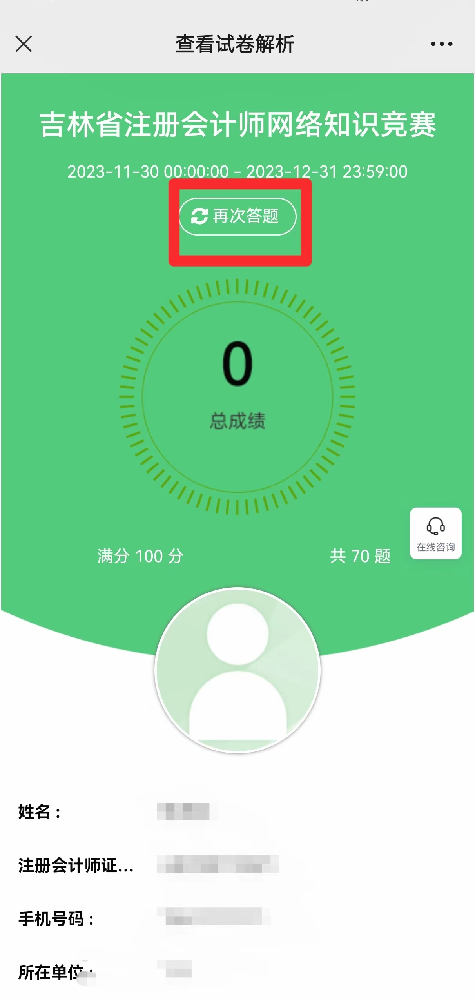 查看试卷解析
吉林省注册会计师网络知识竞赛
2023-11-30 00:00:00 - 2023-12-31 23:59:00
再次答题
0
总成绩
满分 100 分
共 70 题
在线咨询
姓名：
注册会计师证...
手机号码：
所在单位：